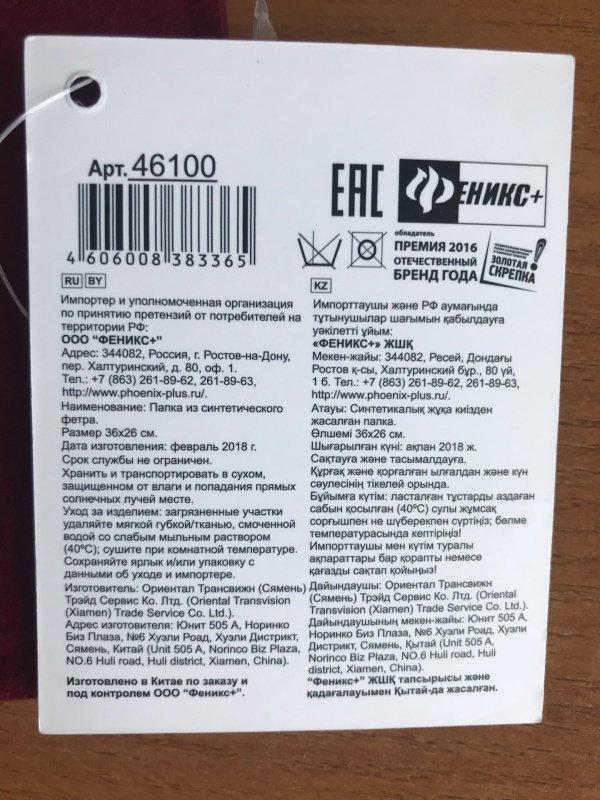 Арт. 46100
4 606008 383365
EAC
ФЕНИКС+
обладатель
ПРЕМИЯ 2016
ОТЕЧЕСТВЕННЫЙ
БРЕНД ГОДА
ЗОЛОТАЯ
СКРЕПКА
RU BY
Импортер и уполномоченная организация
по принятию претензий от потребителей на
территории РФ:
ООО "ФЕНИКС+"
Адрес: 344082, Россия, г. Ростов-на-Дону,
пер. Халтуринский, д. 80, оф. 1.
Тел.: +7 (863) 261-89-62, 261-89-63,
http://www.phoenix-plus.ru/.
Наименование: Папка из синтетического
фетра.
Размер 36х26 см.
Дата изготовления: февраль 2018 г.
Срок службы не ограничен.
Хранить и транспортировать в сухом,
защищенном от влаги и попадания прямых
солнечных лучей месте.
Уход за изделием: загрязненные участки
удаляйте мягкой губкой/тканью, смоченной
водой со слабым мыльным раствором
(40ºС); сушите при комнатной температуре.
Сохраняйте ярлык и/или упаковку с
данными об уходе и импортере.
Изготовитель: Ориентал Трансвижн (Сямень)
Трэйд Сервис Ко. Лтд. (Oriental Transvision
(Xiamen) Trade Service Co. Ltd.).
Адрес изготовителя: Юнит 505 А, Норинко
Биз Плаза, №6 Хуэли Роад, Хуэли Дистрикт,
Сямень, Китай (Unit 505 A, Norinco Biz Plaza,
NO.6 Huli road, Huli district, Xiamen, China).
Изготовлено в Китае по заказу и
под контролем ООО "Феникс+".
KZ
Импорттаушы және РФ аумағында
тұтынушылар шағымын қабылдауға
уәкілетті ұйым:
«ФЕНИКС+» ЖШҚ
Мекен-жайы: 344082, Ресей, Дондағы
Ростов қ-сы, Халтуринский бұр., 80 үй,
1 б. Тел.: +7 (863) 261-89-62, 261-89-63,
http://www.phoenix-plus.ru/.
Атауы: Синтетикалық жұқа киізден
жасалған папка.
Өлшемі 36х26 см.
Шығарылған күні: ақпан 2018 ж.
Сақтауға және тасымалдауға.
Құрғақ және қорғалған ылғалдан және күн
сәулесінің тікелей орында.
Бұйымға күтім: ласталған тұстарды аздаған
сабын қосылған (40ºС) сулы жұмсақ
сорғышпен не шүберекпен сүртіңіз; бөлме
температурасында кептіріңіз!
Импорттаушы мен күтім туралы
ақпараттары бар қорапты немесе
қағазды сақтап қойыңыз!
Дайындаушы: Ориентал Трансвижн
(Сямень) Трэйд Сервис Ко. Лтд. (Oriental
Transvision (Xiamen) Trade Service Co. Ltd.).
Дайындаушының мекен-жайы: Юнит 505 А,
Норинко Биз Плаза, №6 Хуэли Роад, Хуэли
Дистрикт, Сямень, Қытай (Unit 505 A,
Norinco Biz Plaza, NO.6 Huli road, Huli
district, Xiamen, China).
"Феникс+" ЖШҚ тапсырысы және
қадағалауымен Қытай-да жасалған.